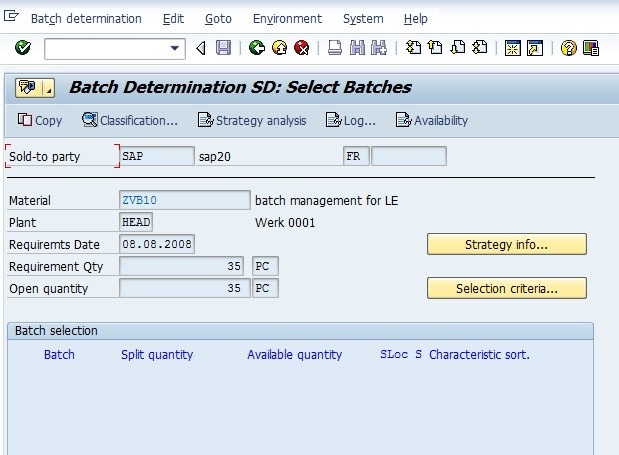 Batch determination Edit Goto Environment System Help
Batch Determination SD: Select Batches
Copy Classification... Strategy analysis Log... Availability
Sold-to party SAP sap20 FR
Material ZVB10 batch management for LE
Plant HEAD Werk 0001
Requiremts Date 08.08.2008 Strategy info...
Requirement Qty 35 PC
Open quantity 35 PC Selection criteria...
Batch selection
Batch Split quantity Available quantity SLoc S Characteristic sort.